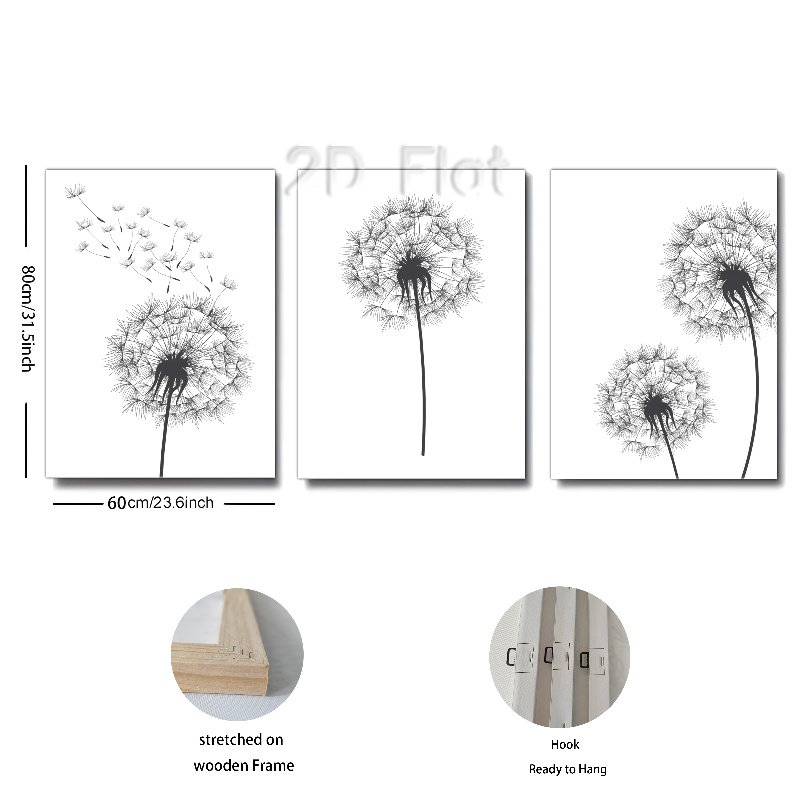 2D Flat
80cm/31.5inch
60cm/23.6inch
stretched on
wooden Frame
Hook
Ready to Hang